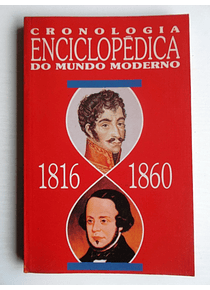 CRONOLOGIA
ENCICLOPÉDICA
DO MUNDO MODERNO
1816 1860